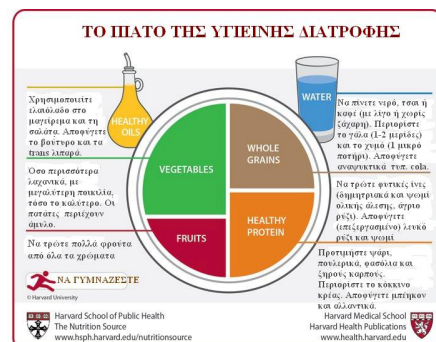 ΤΟ ΠΙΑΤΟ ΤΗΣ ΥΓΙΕΙΝΗΣ ΔΙΑΤΡΟΦΗΣ
Χρησιμοποιείτε
ελαιόλαδο στο
μαγείρεμα και τη
σαλάτα. Αποφύγετε
το βούτυρο και τα
trans λιπαρά.
HEALTHY
OILS
Όσο περισσότερα
λαχανικά, με
μεγαλύτερη ποικιλία,
τόσο το καλύτερο. Οι
πατάτες περιέχουν
άμυλο.
Να τρώτε πολλά φρούτα
από όλα τα χρώματα
VEGETABLES
FRUITS
WHOLE
GRAINS
HEALTHY
PROTEIN
WATER
Να πίνετε νερό, τσαι ή
καφέ (με λίγο ή χωρίς
ζάχαρη). Περιορίστε
το γάλα (1-2 μερίδες)
και το χυμό (1 μικρό
ποτήρι). Αποφύγετε
αναψυκτικά τυπ. cola.
Να τρώτε φυτικές ίνες
(δημητριακά και ψωμί
ολικής άλεσης, άγριο
ρύζι). Αποφύγετε
(επεξεργασμένο) λευκό
ρύζι και ψωμί
Προτιμήστε ψάρι,
πουλερικά, φασόλια και
ξηρούς καρπούς.
Περιορίστε το κόκκινο
κρέας. Αποφύγετε μπέηκον
και αλλαντικά.
ΝΑ ΓΥΜΝΑΖΕΣΤΕ
© Harvard University
Harvard School of Public Health
The Nutrition Source
www.hsph.harvard.edu/nutritionsource
Harvard Medical School
Harvard Health Publications
www.health.harvard.edu